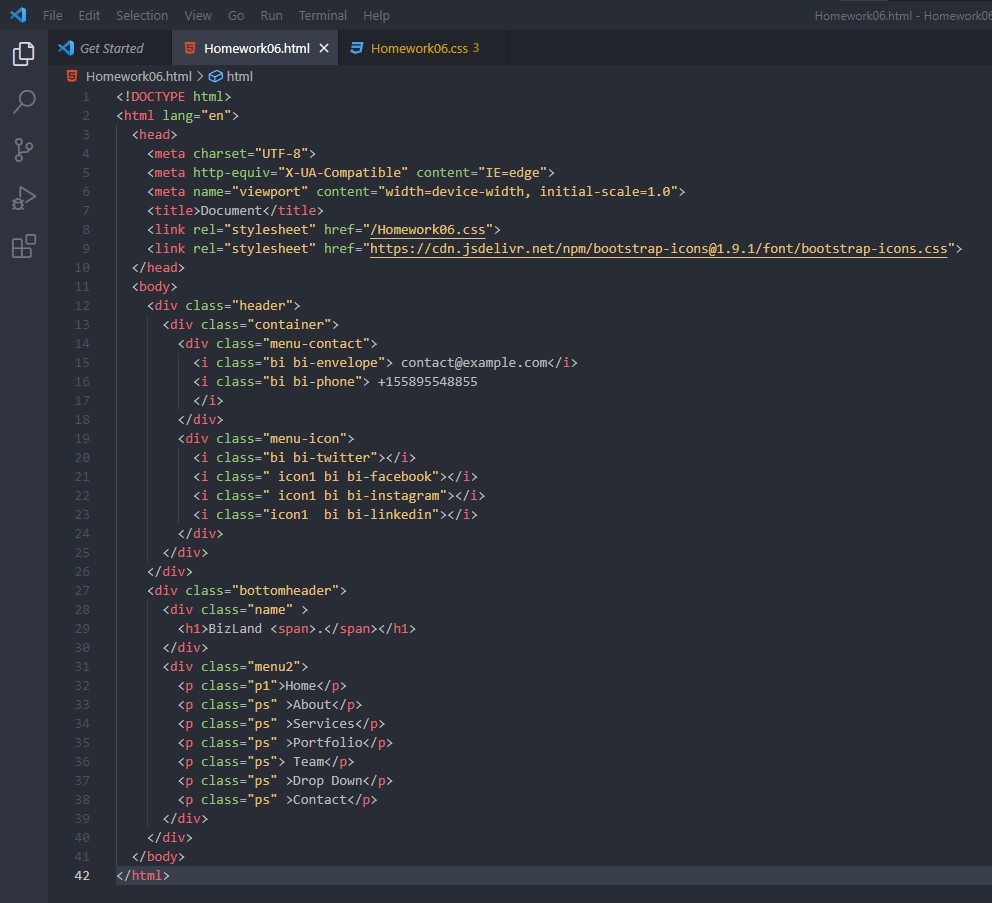 File Edit Selection View Go Run Terminal Help Homework06.html - Homework06
Get Started Homework06.html Homework06.css 3
Homework06.html > html
1 <!DOCTYPE html>
2 <html lang="en">
3 <head>
4 <meta charset="UTF-8">
5 <meta http-equiv="X-UA-Compatible" content="IE=edge">
6 <meta name="viewport" content="width=device-width, initial-scale=1.0">
7 <title>Document</title>
8 <link rel="stylesheet" href="/Homework06.css">
9 <link rel="stylesheet" href="https://cdn.jsdelivr.net/npm/bootstrap-icons@1.9.1/font/bootstrap-icons.css">
10 </head>
11 <body>
12 <div class="header">
13 <div class="container">
14 <div class="menu-contact">
15 <i class="bi bi-envelope"> contact@example.com</i>
16 <i class="bi bi-phone"> +155895548855
17 </i>
18 </div>
19 <div class="menu-icon">
20 <i class="bi bi-twitter"></i>
21 <i class=" icon1 bi bi-facebook"></i>
22 <i class=" icon1 bi bi-instagram"></i>
23 <i class="icon1  bi bi-linkedin"></i>
24 </div>
25 </div>
26 </div>
27 <div class="bottomheader">
28 <div class="name" >
29 <h1>BizLand <span>.</span></h1>
30 </div>
31 <div class="menu2">
32 <p class="p1">Home</p>
33 <p class="ps" >About</p>
34 <p class="ps" >Services</p>
35 <p class="ps" >Portfolio</p>
36 <p class="ps"> Team</p>
37 <p class="ps" >Drop Down</p>
38 <p class="ps" >Contact</p>
39 </div>
40 </div>
41 </body>
42 </html>